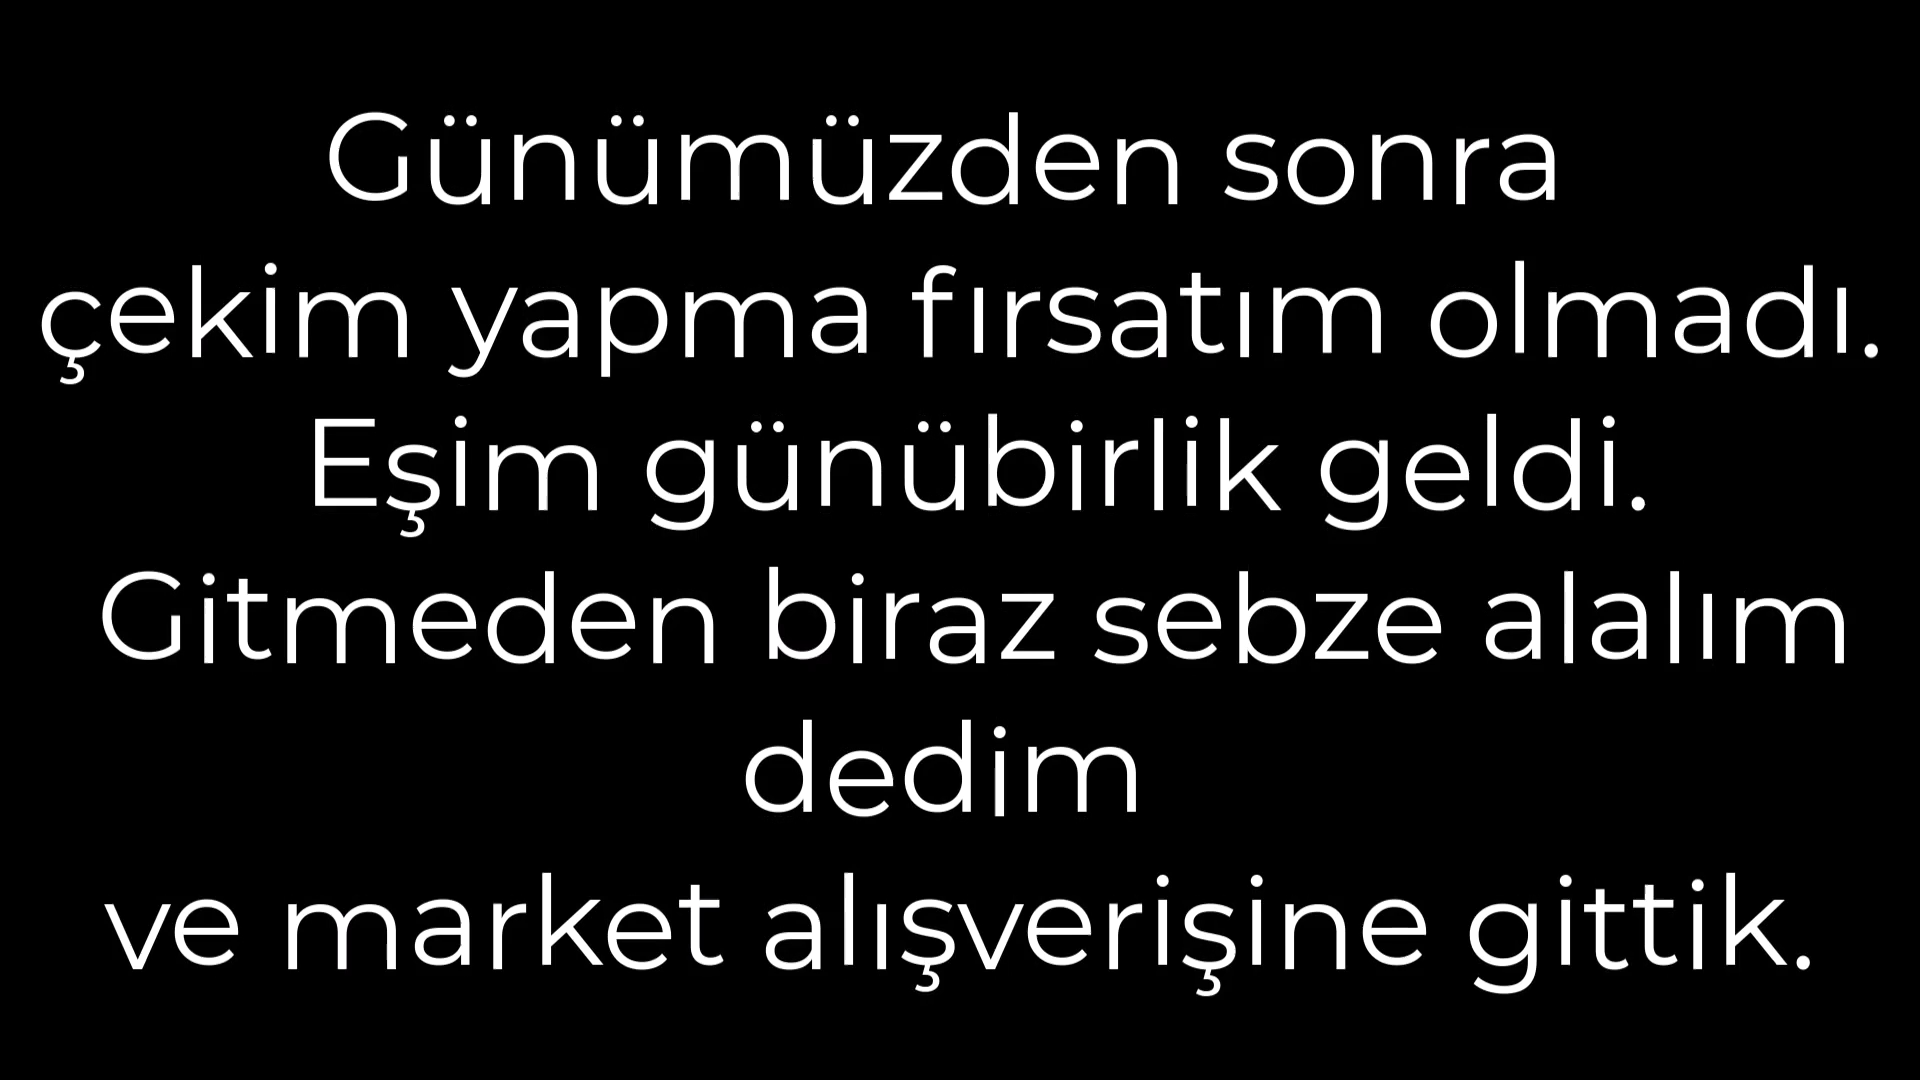 Günümüzden sonra
çekim yapma fırsatım olmadı.
Eşim günübirlik geldi.
Gitmeden biraz sebze alalım
dedim
ve market alışverişine gittik.